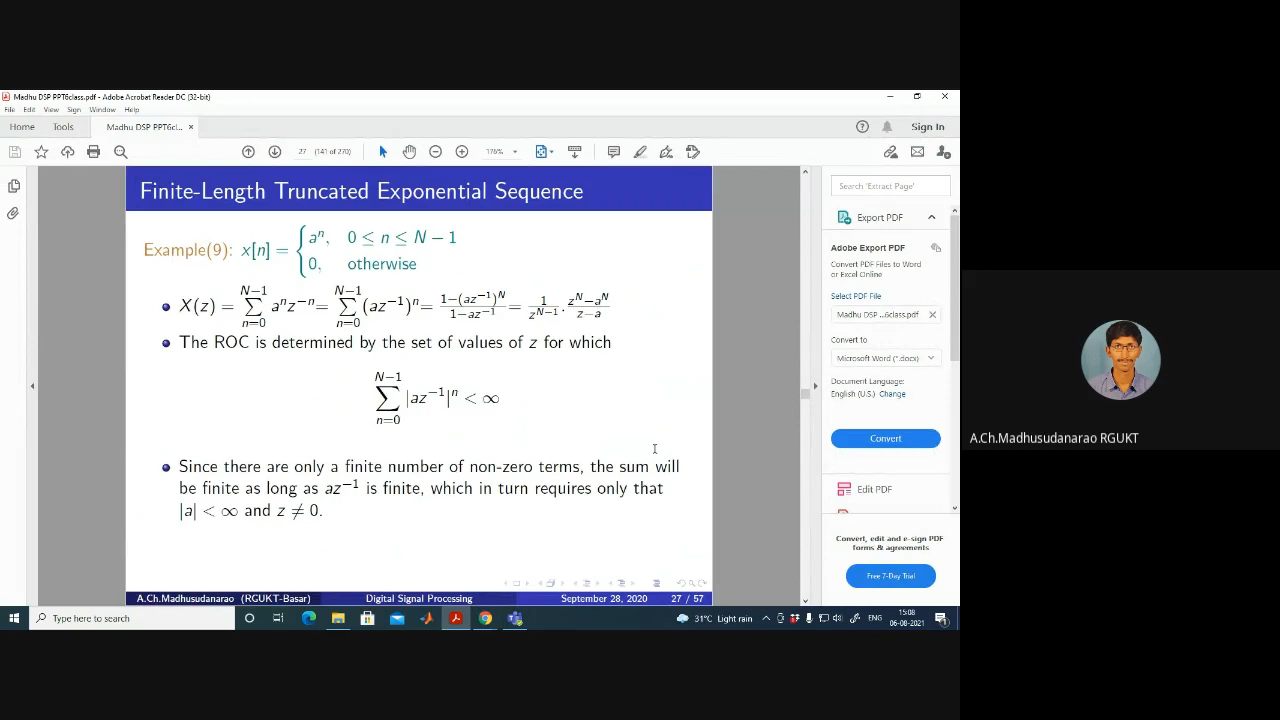 Madhu DSP PPT6class.pdf - Adobe Acrobat Reader DC (32-bit)
File Edit View Sign Window Help
Home Tools Madhu DSP PPT6cl... × Sign In
27 (141 of 270) 176%
Finite-Length Truncated Exponential Sequence
Example(9): x[n] = { aⁿ, 0 ≤ n ≤ N − 1
0, otherwise
X(z) = ∑_{n=0}^{N−1} aⁿz⁻ⁿ = ∑_{n=0}^{N−1} (az⁻¹)ⁿ = (1−(az⁻¹)^N)/(1−az⁻¹) = 1/z^{N−1} . (z^N−a^N)/(z−a)
The ROC is determined by the set of values of z for which
∑_{n=0}^{N−1} |az⁻¹|ⁿ < ∞
Since there are only a finite number of non-zero terms, the sum will
be finite as long as az⁻¹ is finite, which in turn requires only that
|a| < ∞ and z ≠ 0.
A.Ch.Madhusudanarao (RGUKT-Basar) Digital Signal Processing September 28, 2020 27 / 57
Search 'Extract Page'
Export PDF
Adobe Export PDF
Convert PDF Files to Word
or Excel Online
Select PDF File
Madhu DSP ...6class.pdf ×
Convert to
Microsoft Word (*.docx)
Document Language:
English (U.S.) Change
Convert
Edit PDF
Convert, edit and e-sign PDF
forms & agreements
Free 7-Day Trial
Type here to search
31°C Light rain ENG 15:08
06-08-2021
A.Ch.Madhusudanarao RGUKT